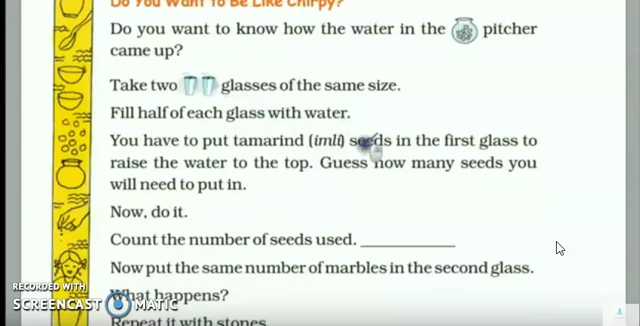 Do You Want To Be Like Chirpy?
Do you want to know how the water in the pitcher
came up?
Take two glasses of the same size.
Fill half of each glass with water.
You have to put tamarind (imli) seeds in the first glass to
raise the water to the top. Guess how many seeds you
will need to put in.
Now, do it.
Count the number of seeds used. ____________
Now put the same number of marbles in the second glass.
What happens?
Repeat it with stones
RECORDED WITH
SCREENCAST MATIC